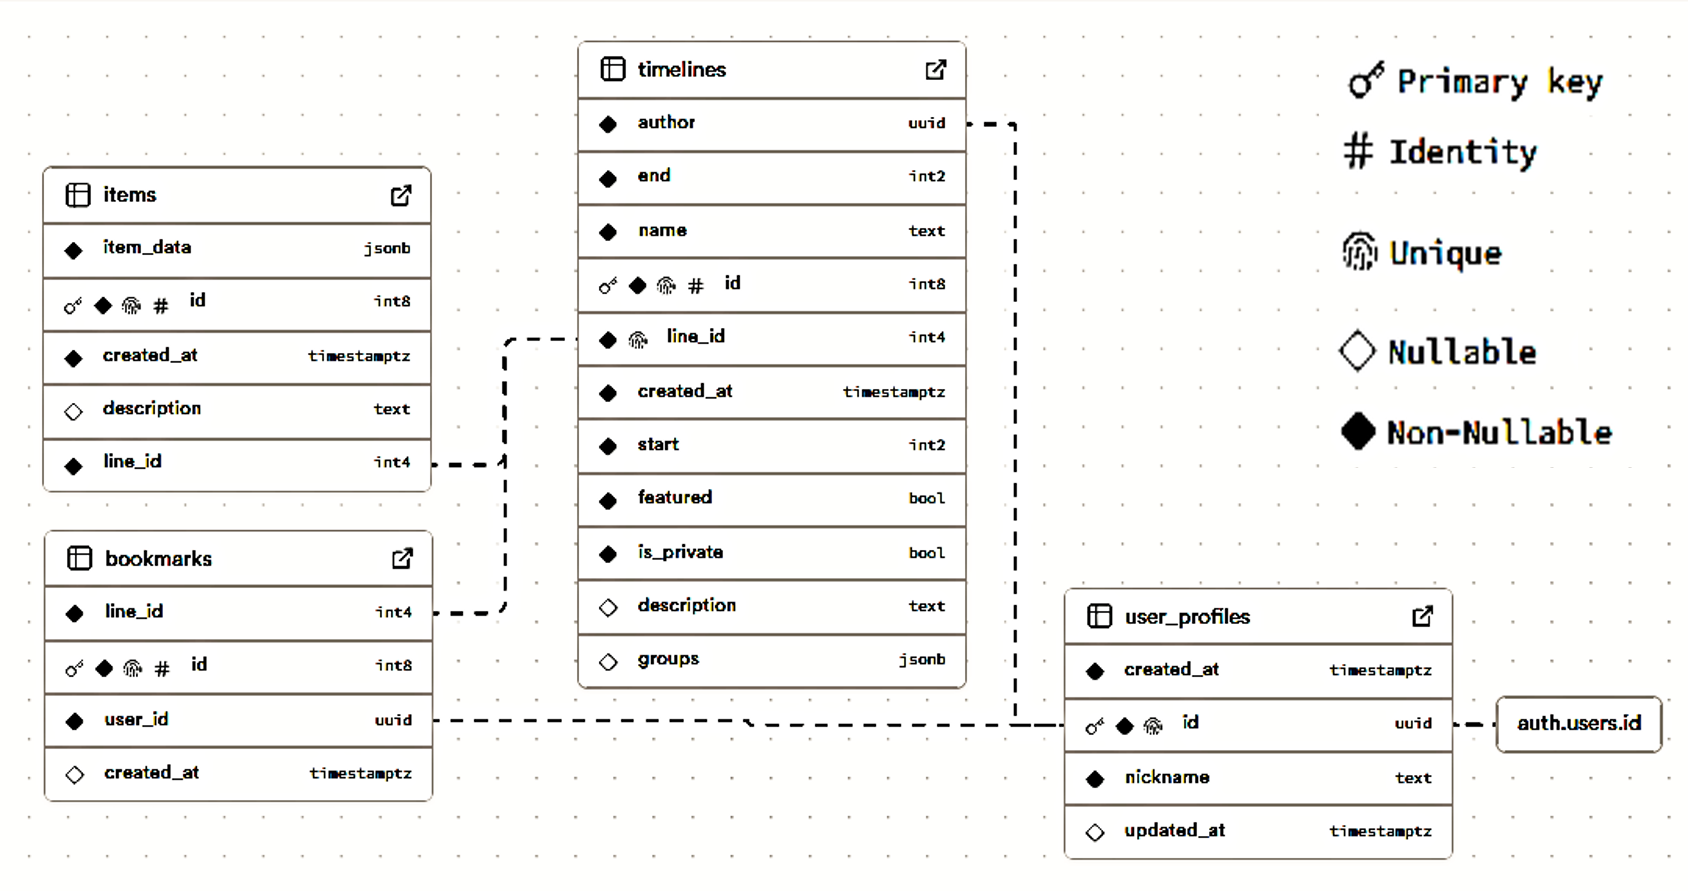 items
item_data jsonb
# id int8
created_at timestamptz
description text
line_id int4
bookmarks
line_id int4
# id int8
user_id uuid
created_at timestamptz
timelines
author uuid
end int2
name text
# id int8
line_id int4
created_at timestamptz
start int2
featured bool
is_private bool
description text
groups jsonb
user_profiles
created_at timestamptz
id uuid
nickname text
updated_at timestamptz
auth.users.id
Primary key
# Identity
Unique
Nullable
Non-Nullable